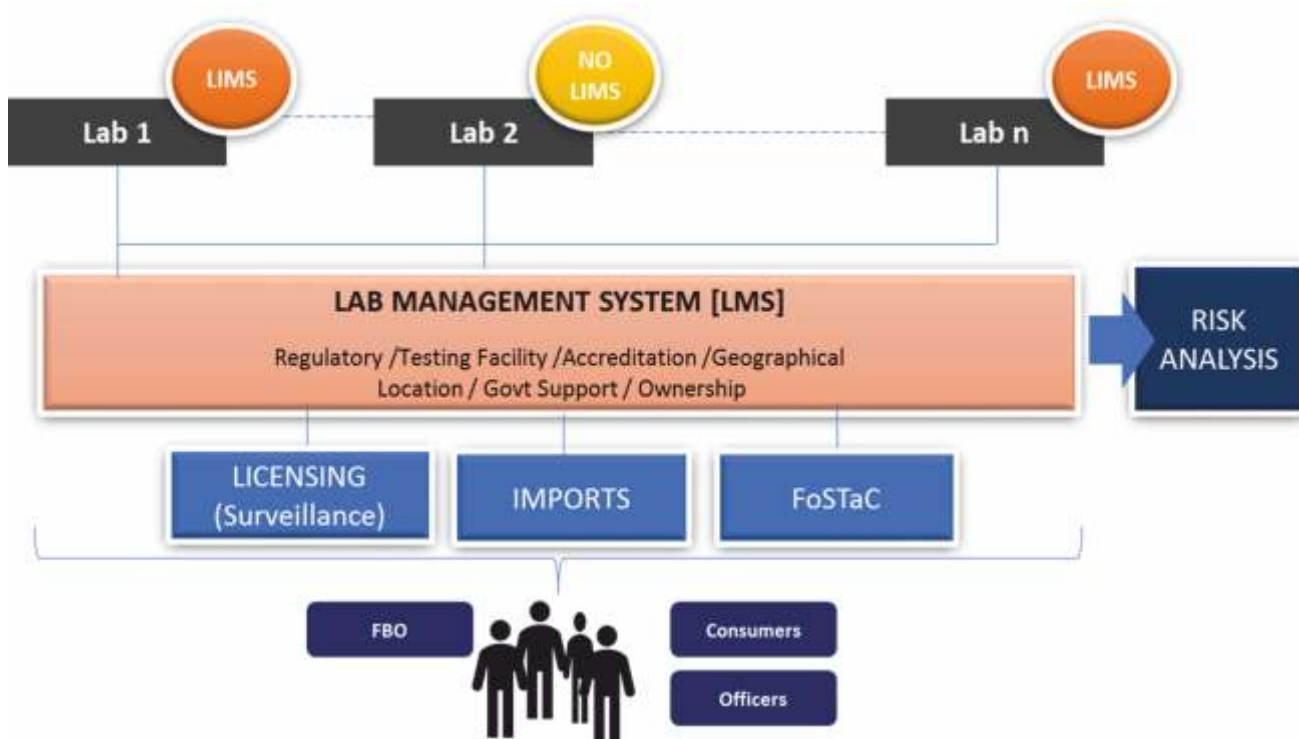 LIMS
NO
LIMS
LIMS
Lab 1
Lab 2
Lab n
LAB MANAGEMENT SYSTEM [LMS]
Regulatory /Testing Facility /Accreditation /Geographical
Location / Govt Support / Ownership
RISK
ANALYSIS
LICENSING
(Surveillance)
IMPORTS
FoSTaC
FBO
Consumers
Officers